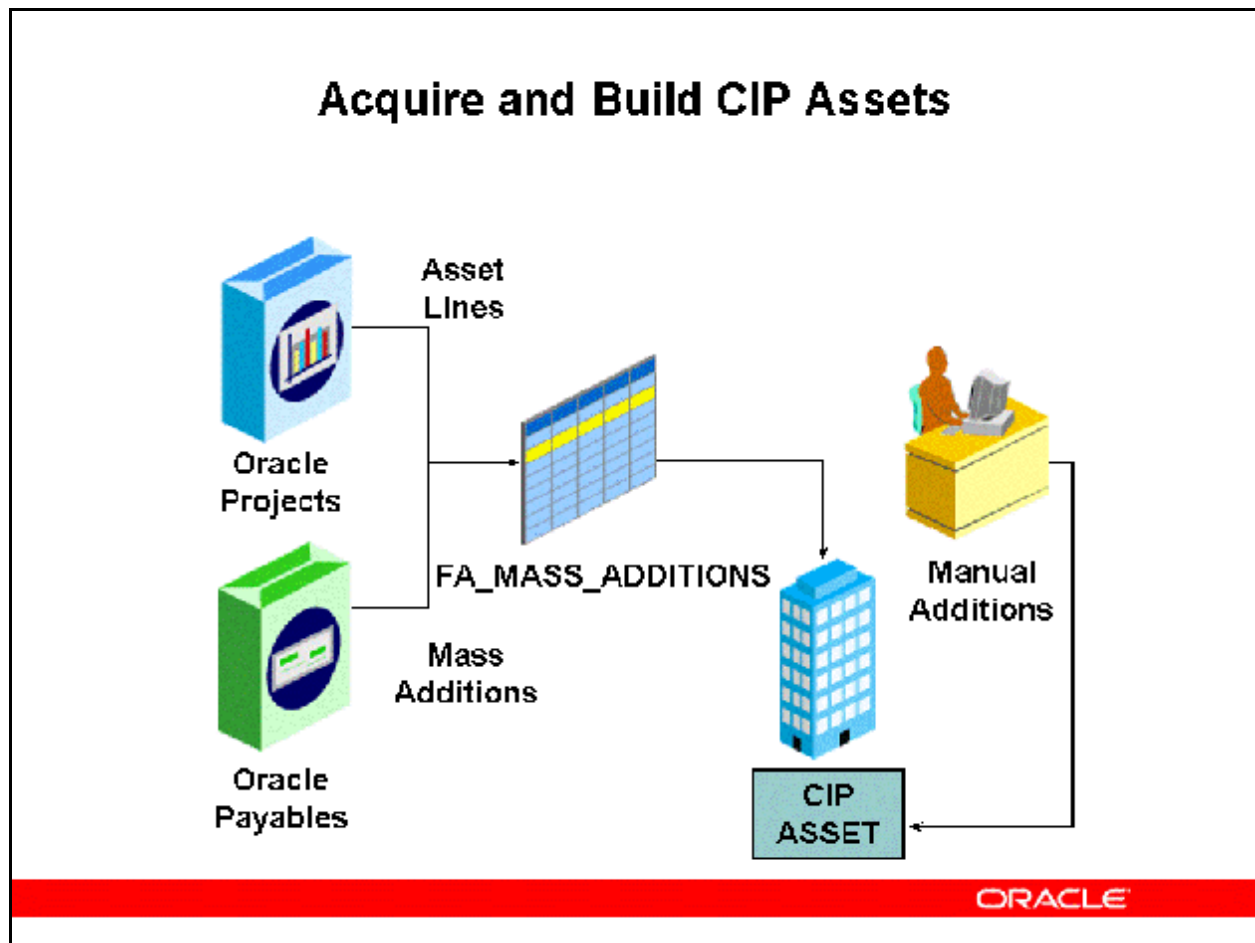 Acquire and Build CIP Assets
Asset
Lines
Oracle
Projects
FA_MASS_ADDITIONS
Manual
Additions
Mass
Additions
Oracle
Payables
CIP
ASSET
ORACLE